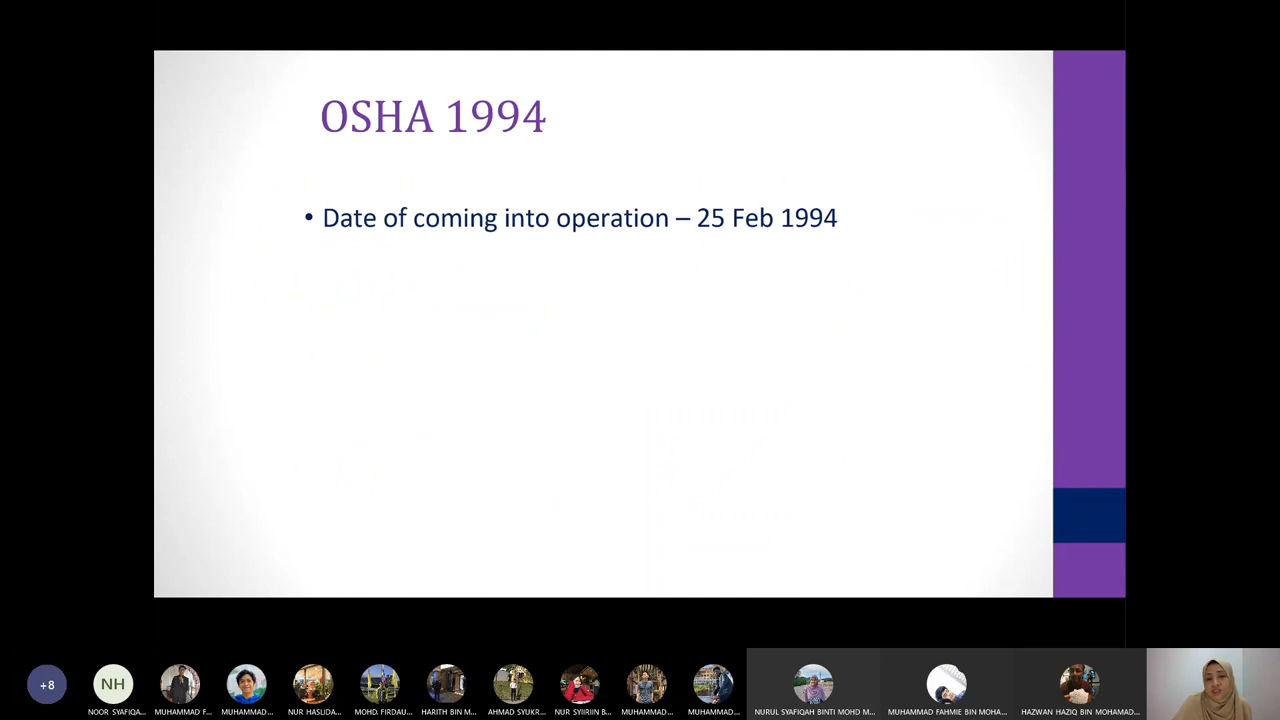 OSHA 1994
• Date of coming into operation – 25 Feb 1994
+8
NH
NOOR SYAFIQA...
MUHAMMAD F...
MUHAMMAD ...
NUR HASLIDA...
MOHD. FIRDAU...
HARITH BIN M...
AHMAD SYUKR...
NUR SYIRIIN B...
MUHAMMAD...
MUHAMMAD...
NURUL SYAFIQAH BINTI MOHD M...
MUHAMMAD FAHMIE BIN MOHA...
HAZWAN HAZIQ BIN MOHAMAD...